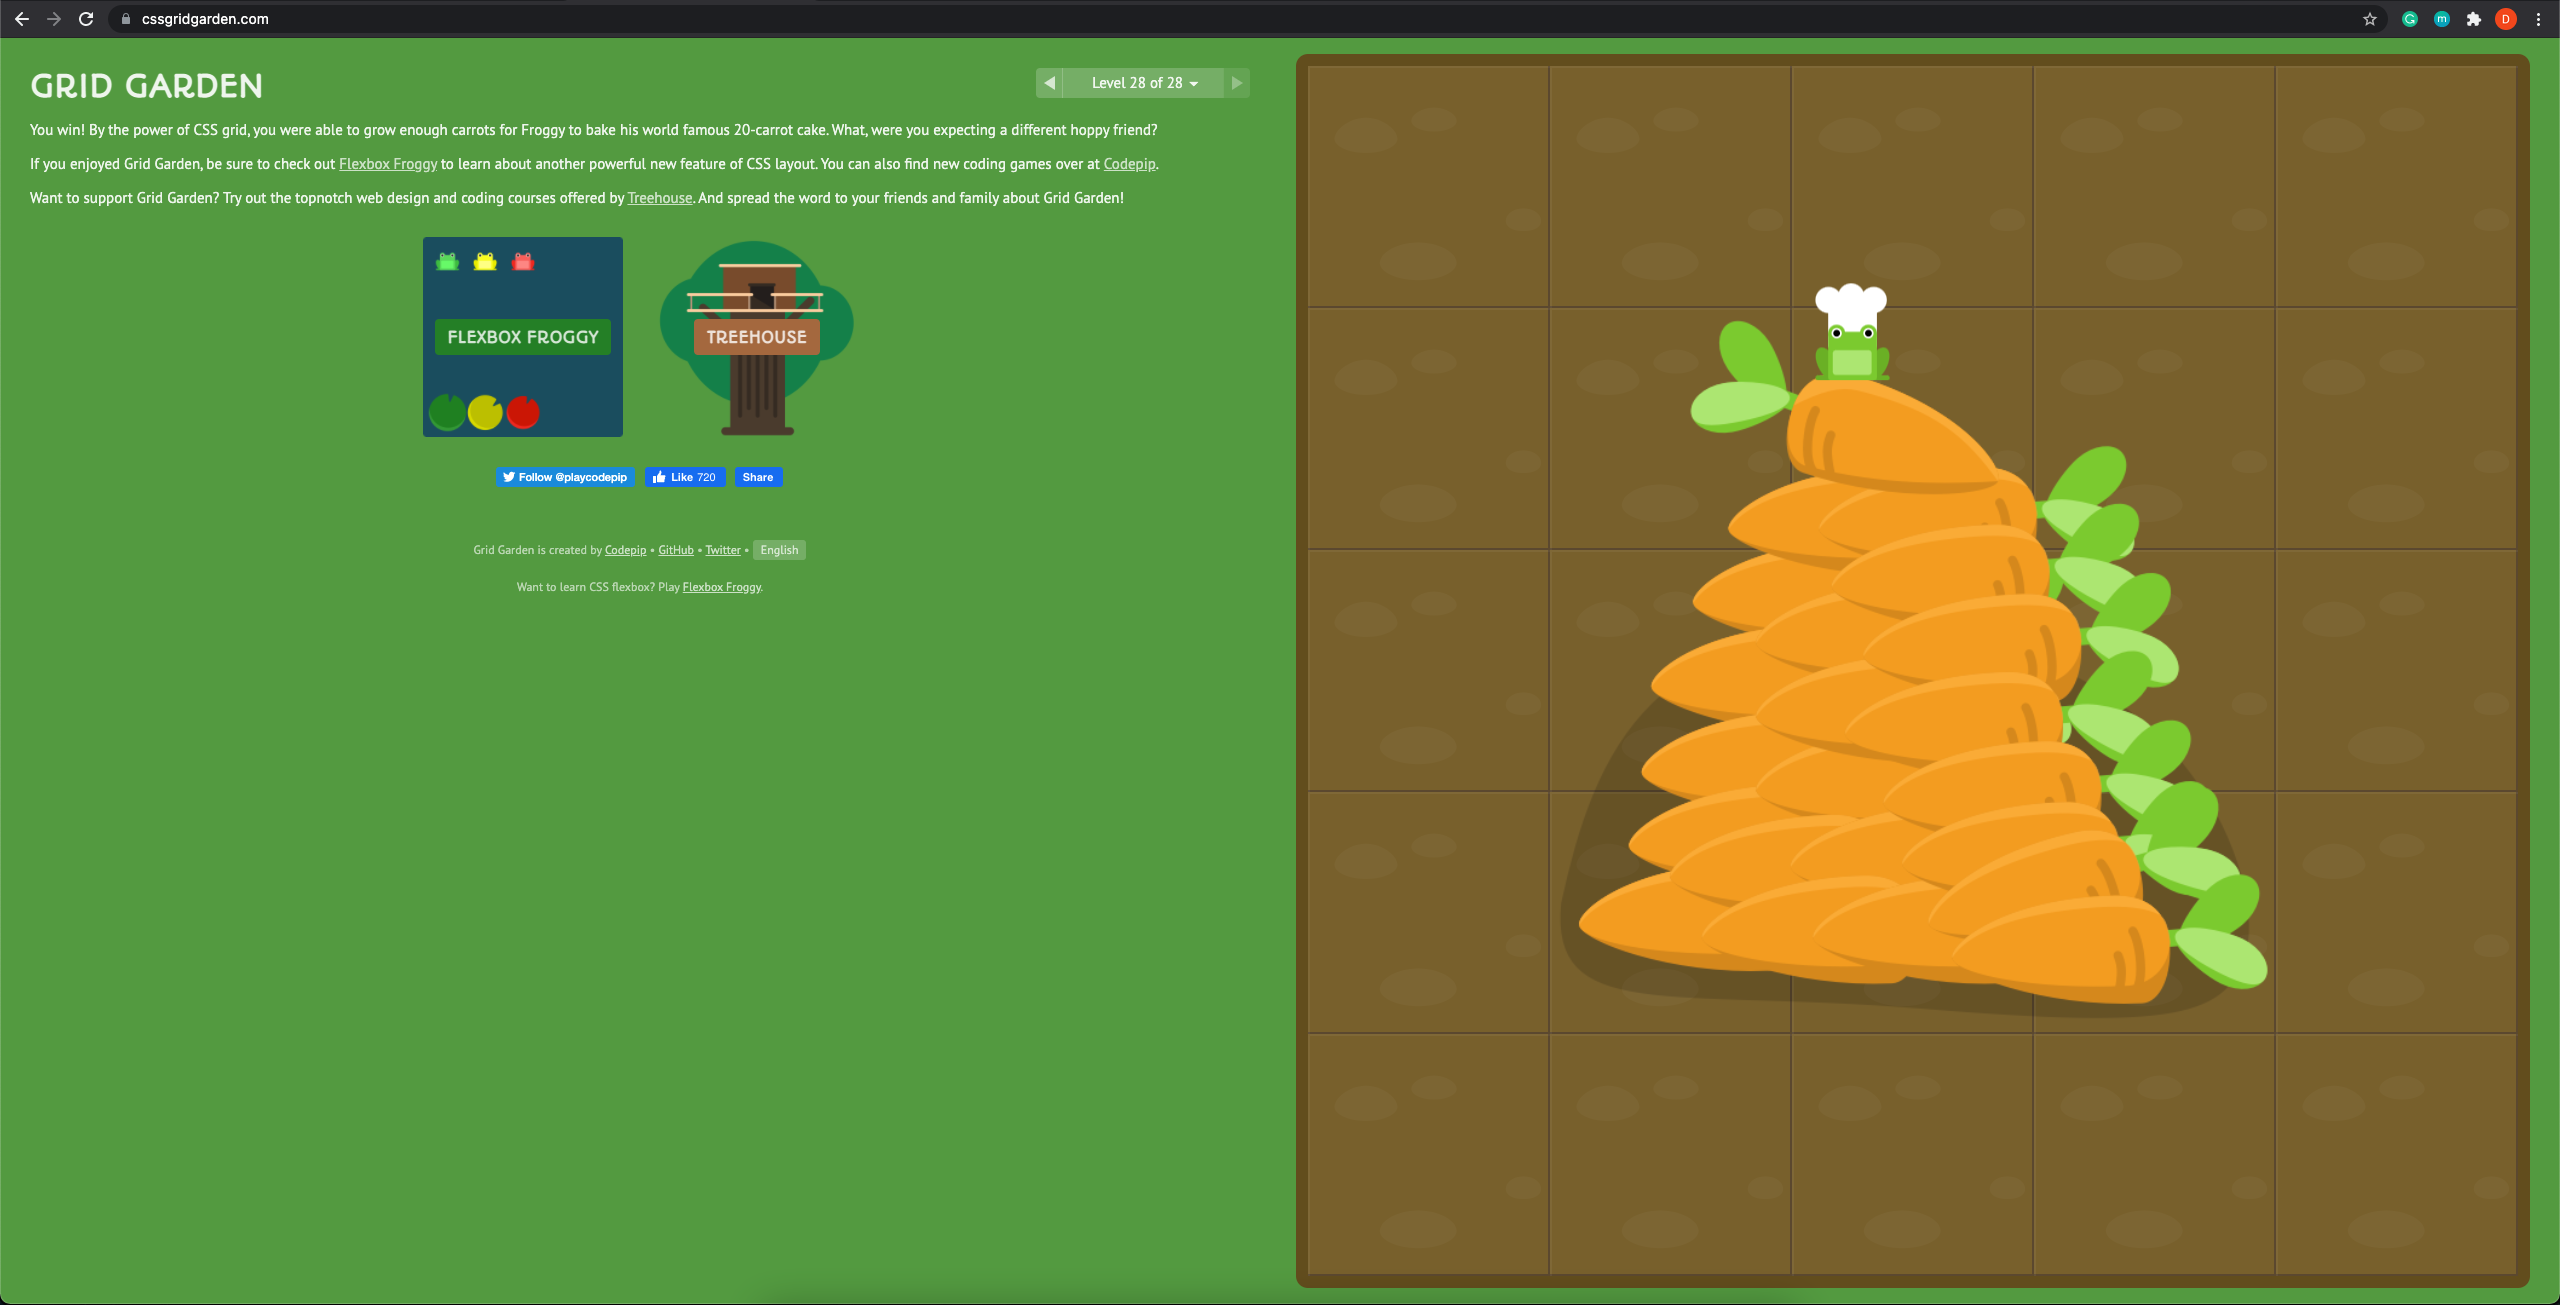 cssgridgarden.com
m
D
GRID GARDEN
Level 28 of 28
You win! By the power of CSS grid, you were able to grow enough carrots for Froggy to bake his world famous 20-carrot cake. What, were you expecting a different hoppy friend?
If you enjoyed Grid Garden, be sure to check out Flexbox Froggy to learn about another powerful new feature of CSS layout. You can also find new coding games over at Codepip.
Want to support Grid Garden? Try out the topnotch web design and coding courses offered by Treehouse. And spread the word to your friends and family about Grid Garden!
FLEXBOX FROGGY
TREEHOUSE
Follow @playcodepip
Like 720
Share
Grid Garden is created by Codepip • GitHub • Twitter • English
Want to learn CSS flexbox? Play Flexbox Froggy.